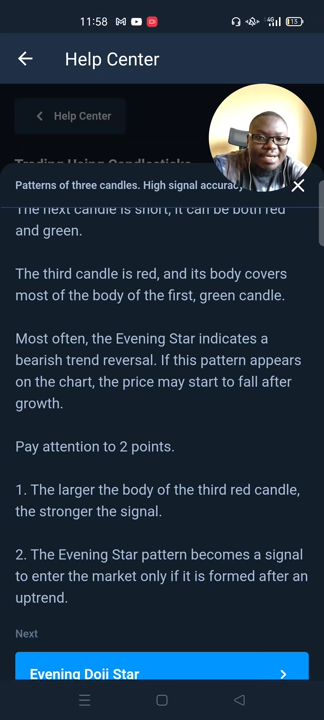 11:58
4G
13
Help Center
Help Center
Trading Using Candlesticks
Patterns of three candles. High signal accuracy
The next candle is short, it can be both red
and green.
The third candle is red, and its body covers
most of the body of the first, green candle.
Most often, the Evening Star indicates a
bearish trend reversal. If this pattern appears
on the chart, the price may start to fall after
growth.
Pay attention to 2 points.
1. The larger the body of the third red candle,
the stronger the signal.
2. The Evening Star pattern becomes a signal
to enter the market only if it is formed after an
uptrend.
Next
Evening Doji Star